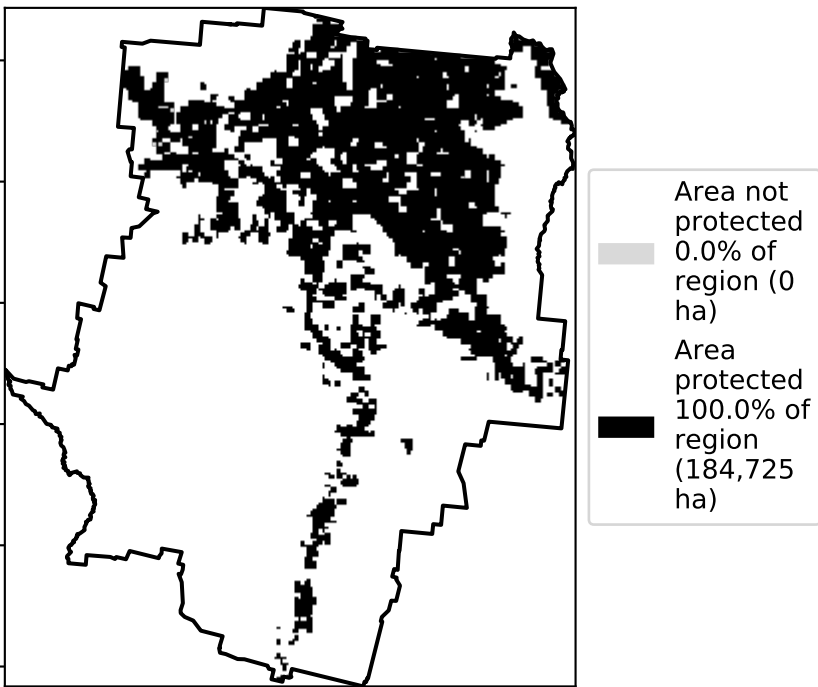 Area not
protected
0.0% of
region (0
ha)
Area
protected
100.0% of
region
(184,725
ha)